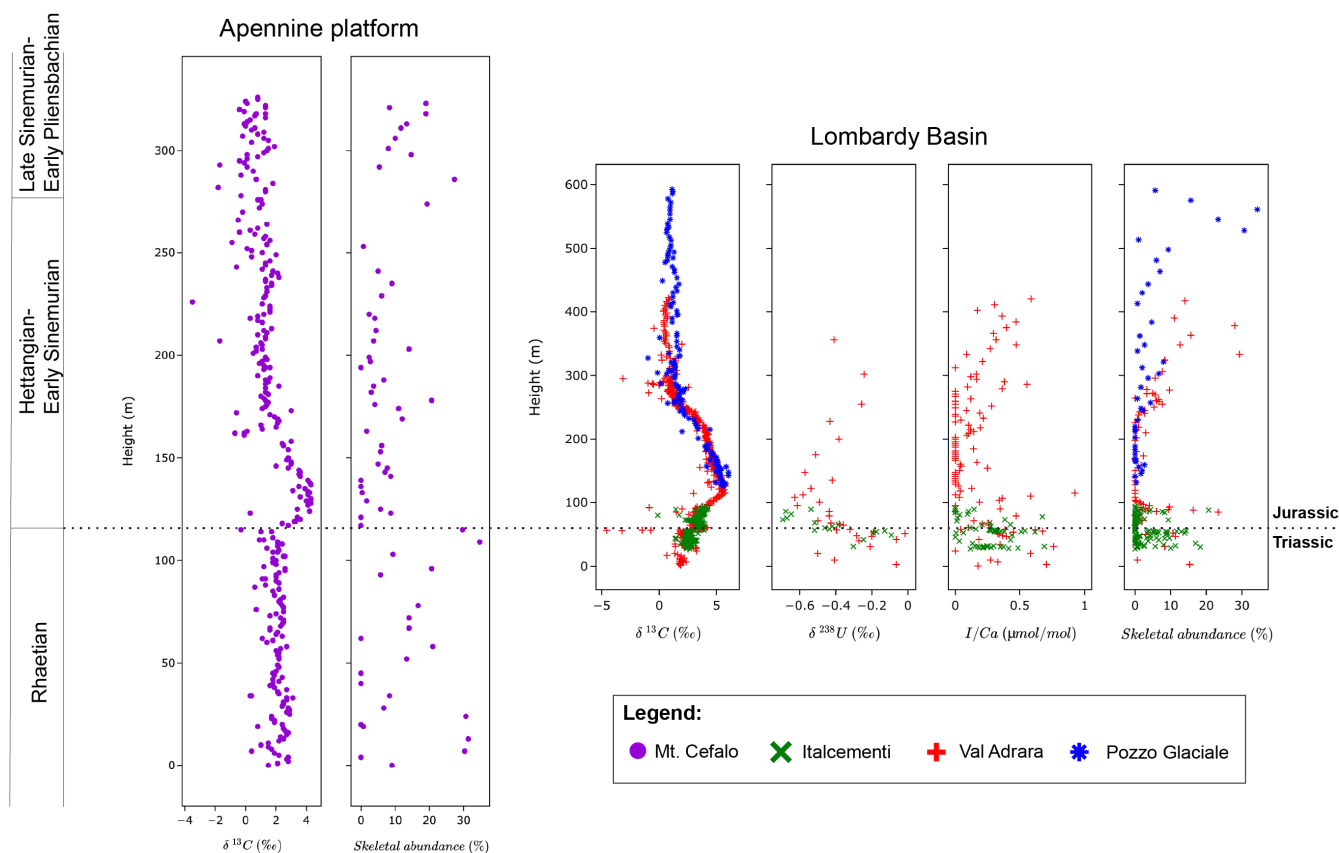 Apennine platform
Late Sinemurian-
Early Pliensbachian
Hettangian-
Early Sinemurian
Rhaetian
Height (m)
300
250
200
150
100
50
0
−4
−2
0
2
4
δ ¹³C (‰)
0
10
20
30
Skeletal abundance (%)
Lombardy Basin
Height (m)
600
500
400
300
200
100
0
−5
0
5
δ ¹³C (‰)
−0.6
−0.4
−0.2
0
δ ²³⁸U (‰)
0
0.5
1
I/Ca (μmol/mol)
0
10
20
30
Skeletal abundance (%)
Jurassic
Triassic
Legend:
Mt. Cefalo
Italcementi
Val Adrara
Pozzo Glaciale